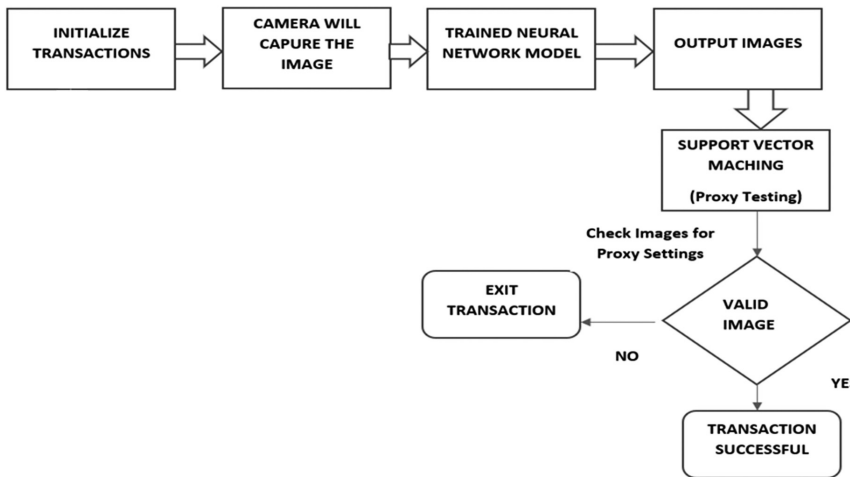 INITIALIZE
TRANSACTIONS
CAMERA WILL
CAPURE THE
IMAGE
TRAINED NEURAL
NETWORK MODEL
OUTPUT IMAGES
SUPPORT VECTOR
MACHING
(Proxy Testing)
Check Images for
Proxy Settings
VALID
IMAGE
EXIT
TRANSACTION
NO
YE
TRANSACTION
SUCCESSFUL